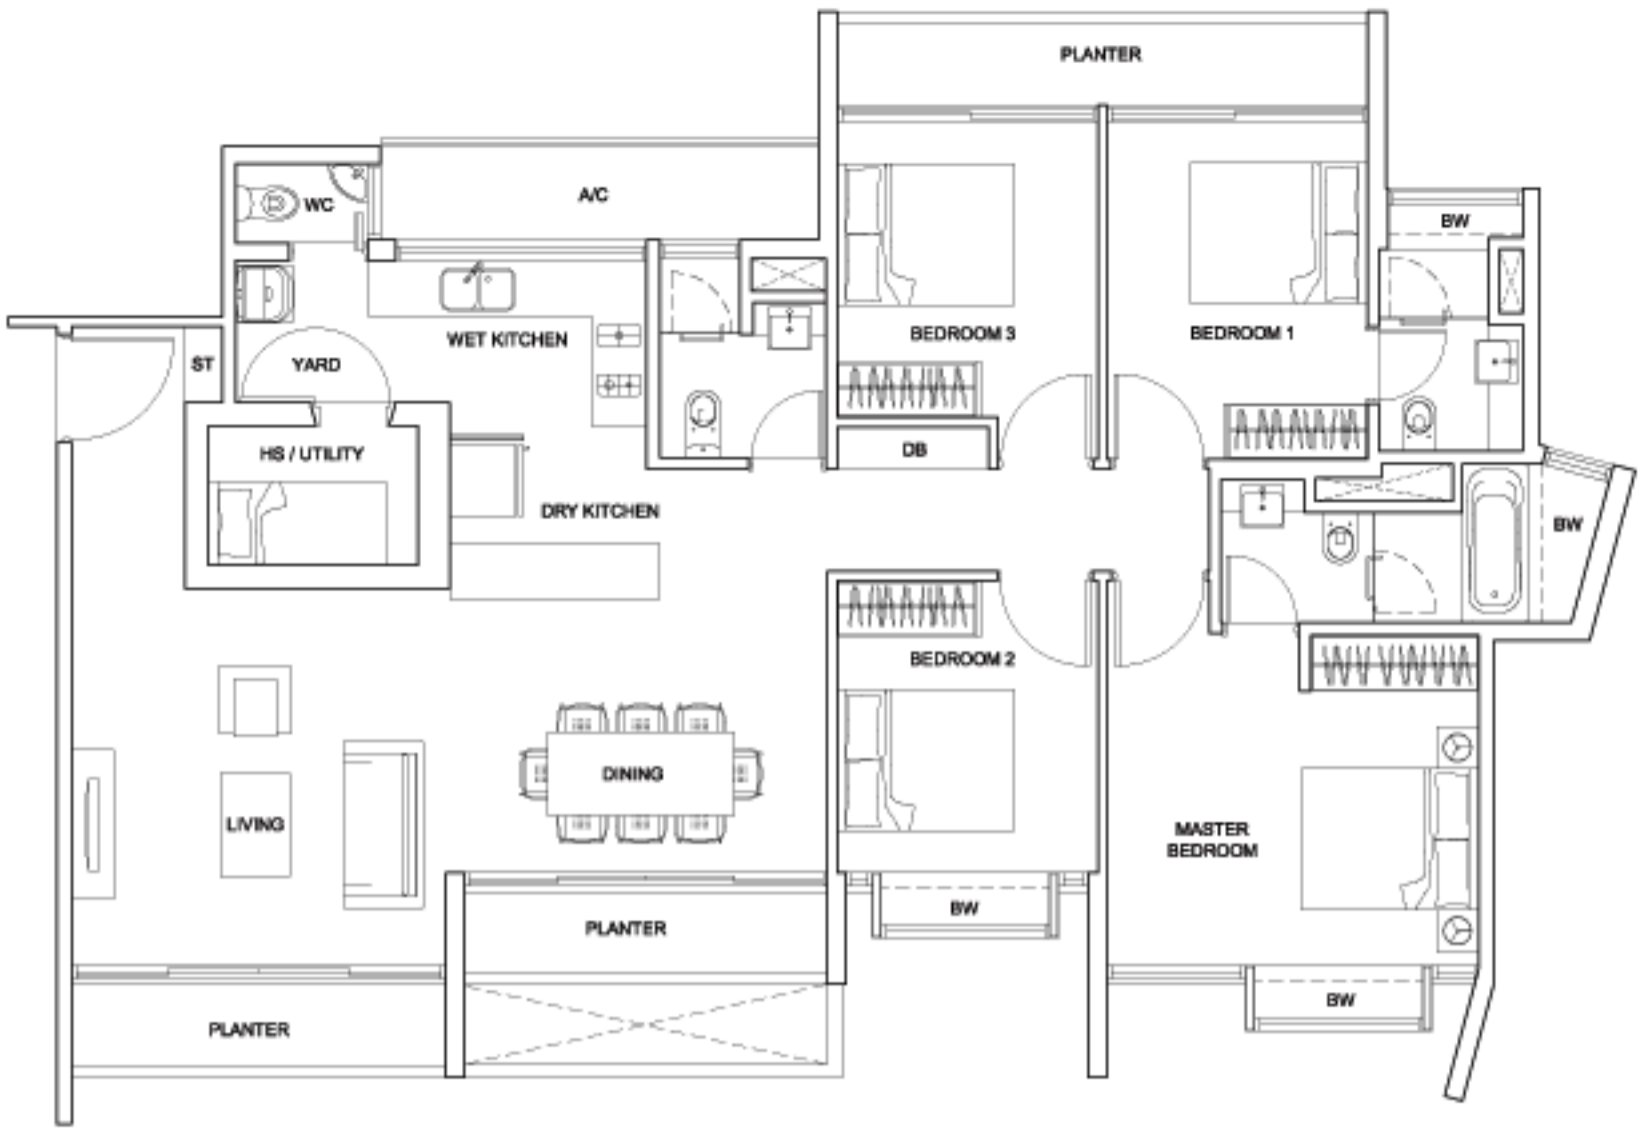 PLANTER
A/C
WC
BW
WET KITCHEN
BEDROOM 3
BEDROOM 1
ST
YARD
HS / UTILITY
DB
DRY KITCHEN
BW
BEDROOM 2
DINING
LIVING
MASTER
BEDROOM
BW
PLANTER
BW
PLANTER